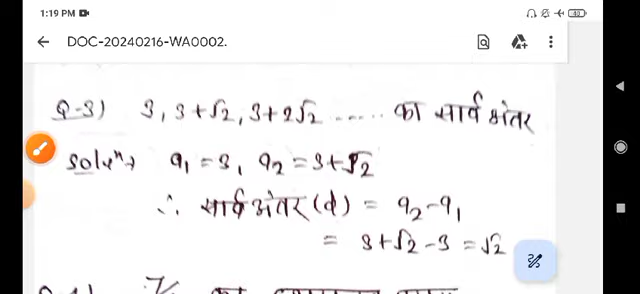 1:19 PM 40
DOC-20240216-WA0002.
Q-3) 3, 3+√2, 3+2√2 ..... का सार्व अंतर
Solⁿ→ a₁ = 3, a₂ = 3+√2
∴ सार्व अंतर (d) = a₂-a₁
= 3+√2-3 = √2